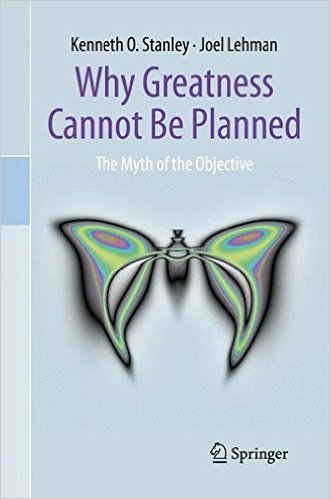 Kenneth O. Stanley · Joel Lehman
Why Greatness
Cannot Be Planned
The Myth of the Objective
Springer